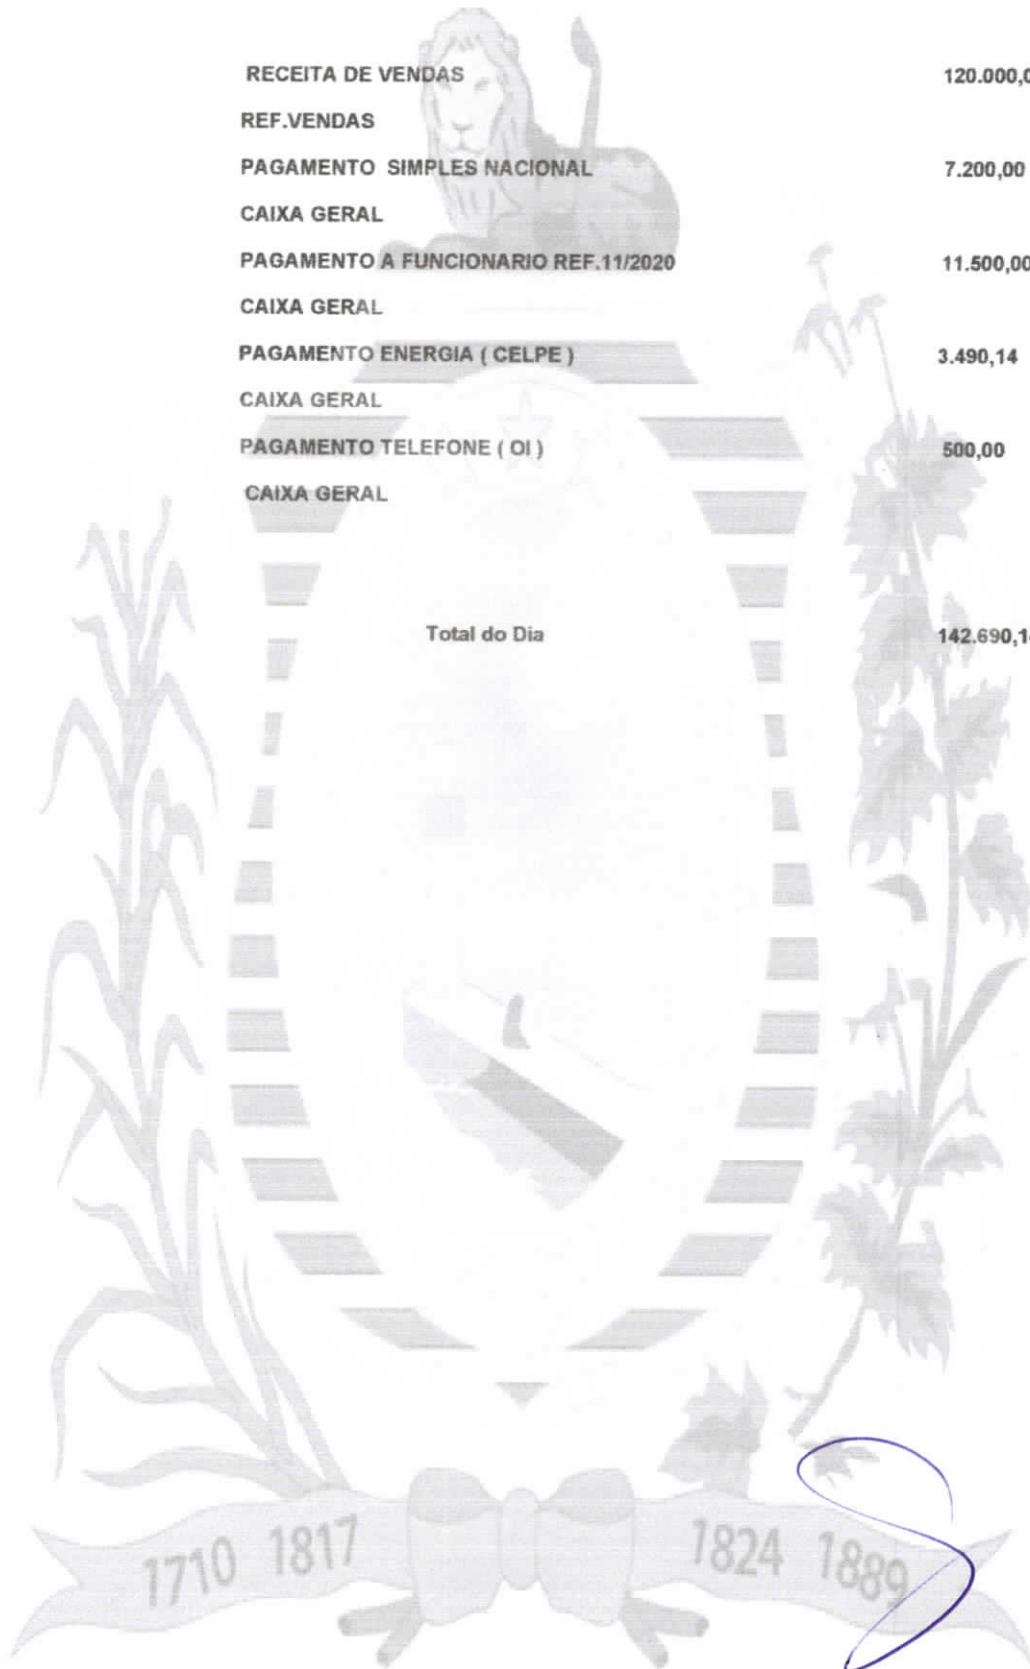 RECEITA DE VENDAS 120.000,0
REF.VENDAS
PAGAMENTO SIMPLES NACIONAL 7.200,00
CAIXA GERAL
PAGAMENTO A FUNCIONARIO REF.11/2020 11.500,00
CAIXA GERAL
PAGAMENTO ENERGIA ( CELPE ) 3.490,14
CAIXA GERAL
PAGAMENTO TELEFONE ( OI ) 500,00
CAIXA GERAL
Total do Dia 142.690,14
1710 1817 1824 1889